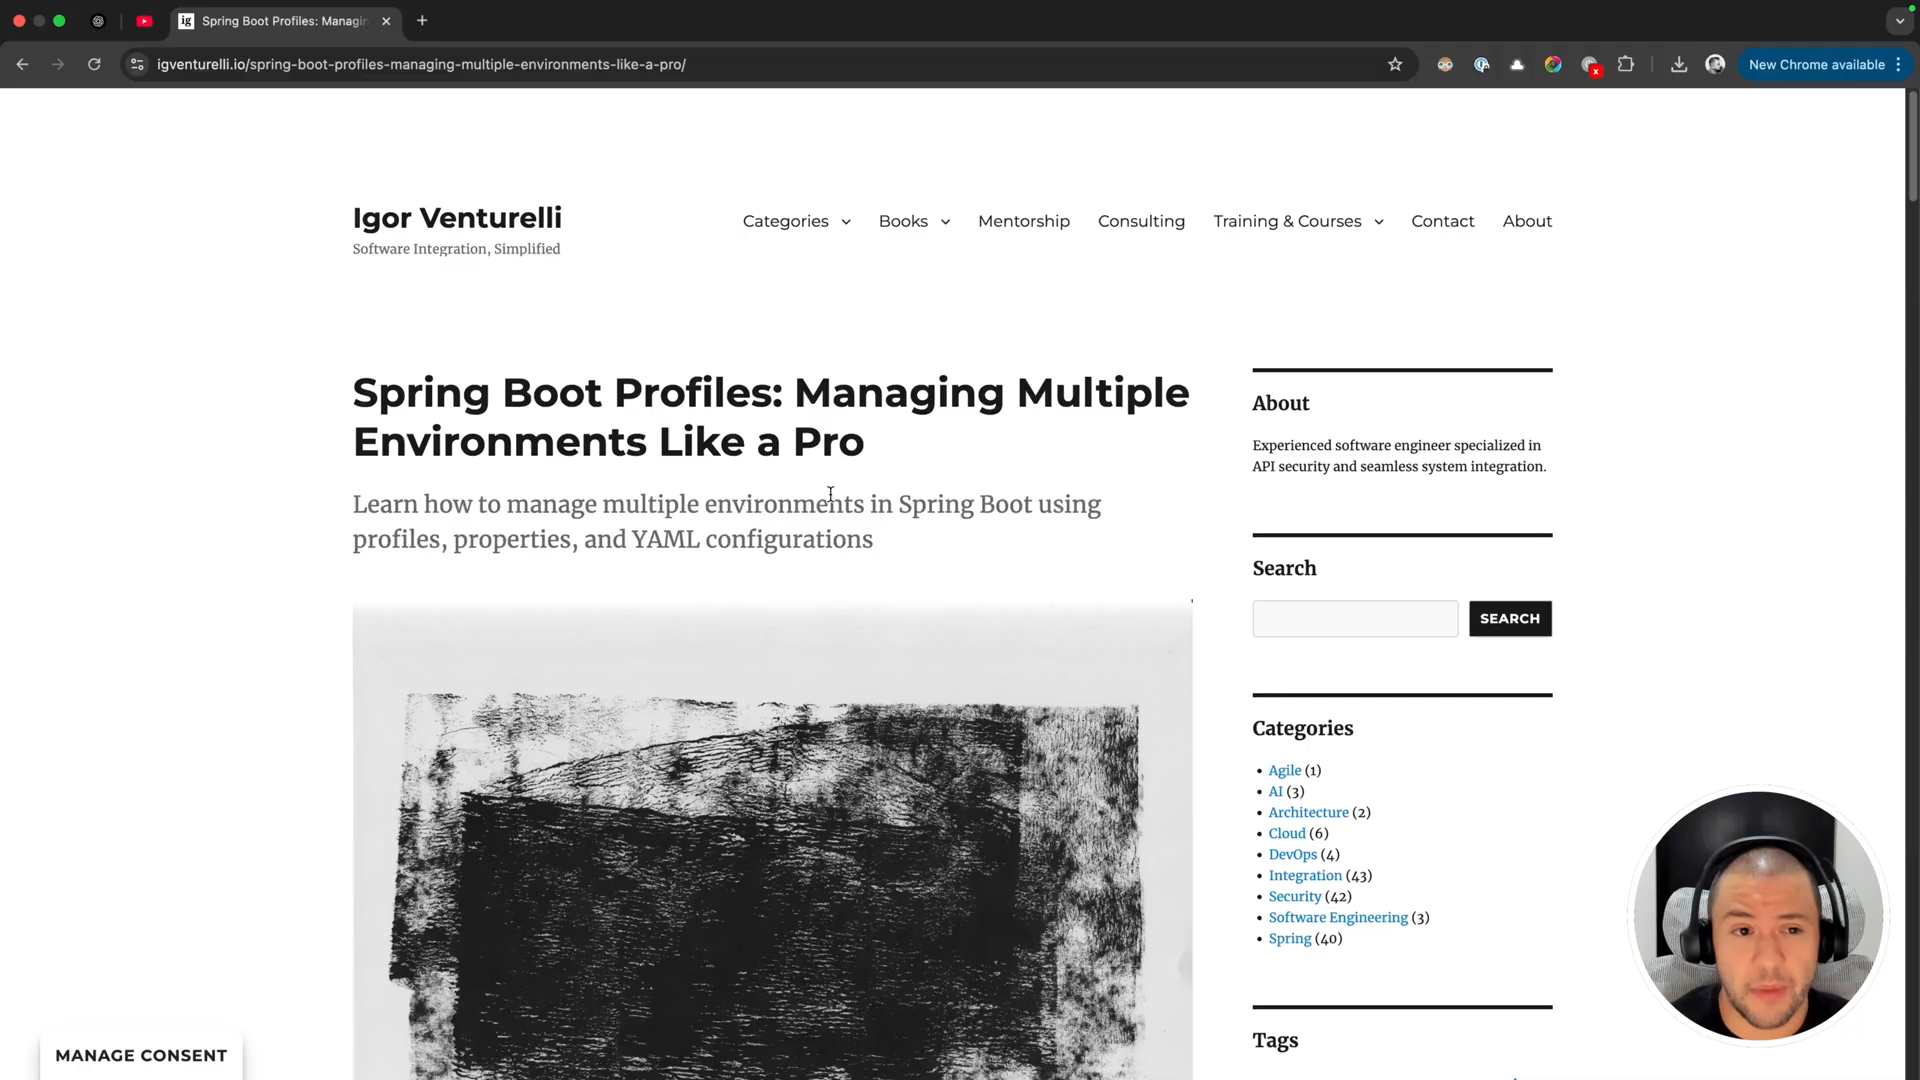 Spring Boot Profiles: Managin
igventurelli.io/spring-boot-profiles-managing-multiple-environments-like-a-pro/
New Chrome available
Igor Venturelli
Software Integration, Simplified
Categories
Books
Mentorship
Consulting
Training & Courses
Contact
About
Spring Boot Profiles: Managing Multiple
Environments Like a Pro
Learn how to manage multiple environments in Spring Boot using
profiles, properties, and YAML configurations
About
Experienced software engineer specialized in
API security and seamless system integration.
Search
SEARCH
Categories
Agile (1)
AI (3)
Architecture (2)
Cloud (6)
DevOps (4)
Integration (43)
Security (42)
Software Engineering (3)
Spring (40)
Tags
MANAGE CONSENT